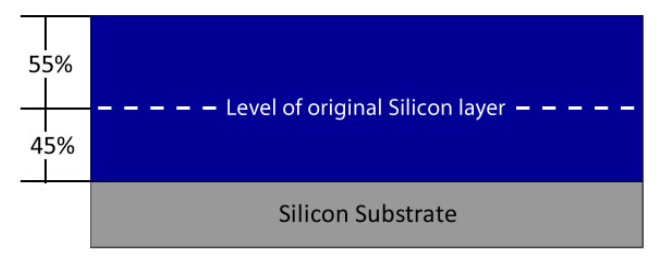 55%
Level of original Silicon layer
45%
Silicon Substrate